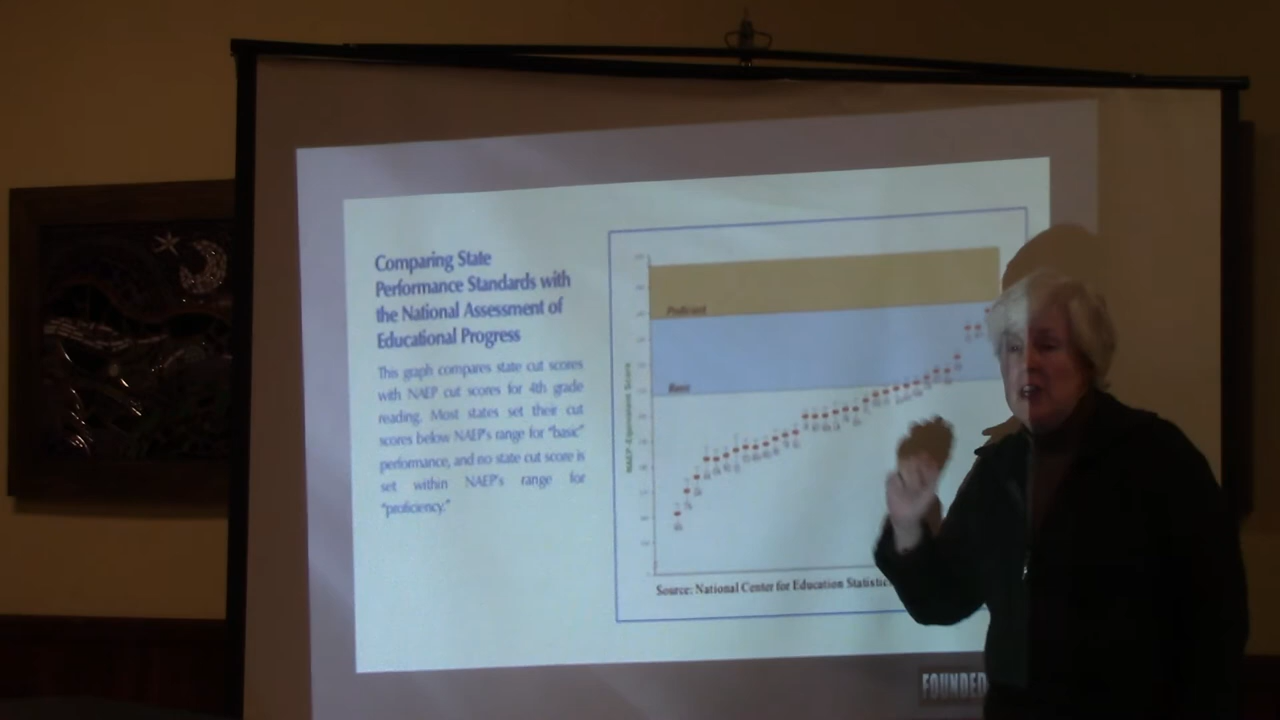 Comparing State
Performance Standards with
the National Assessment of
Educational Progress
This graph compares state cut scores
with NAEP cut scores for 4th grade
reading. Most states set their cut
scores below NAEP's range for "basic"
performance, and no state cut score is
set within NAEP's range for
"proficiency."
Proficient
Basic
NAEP-Equivalent Score
Source: National Center for Education Statistic
FOUNDED